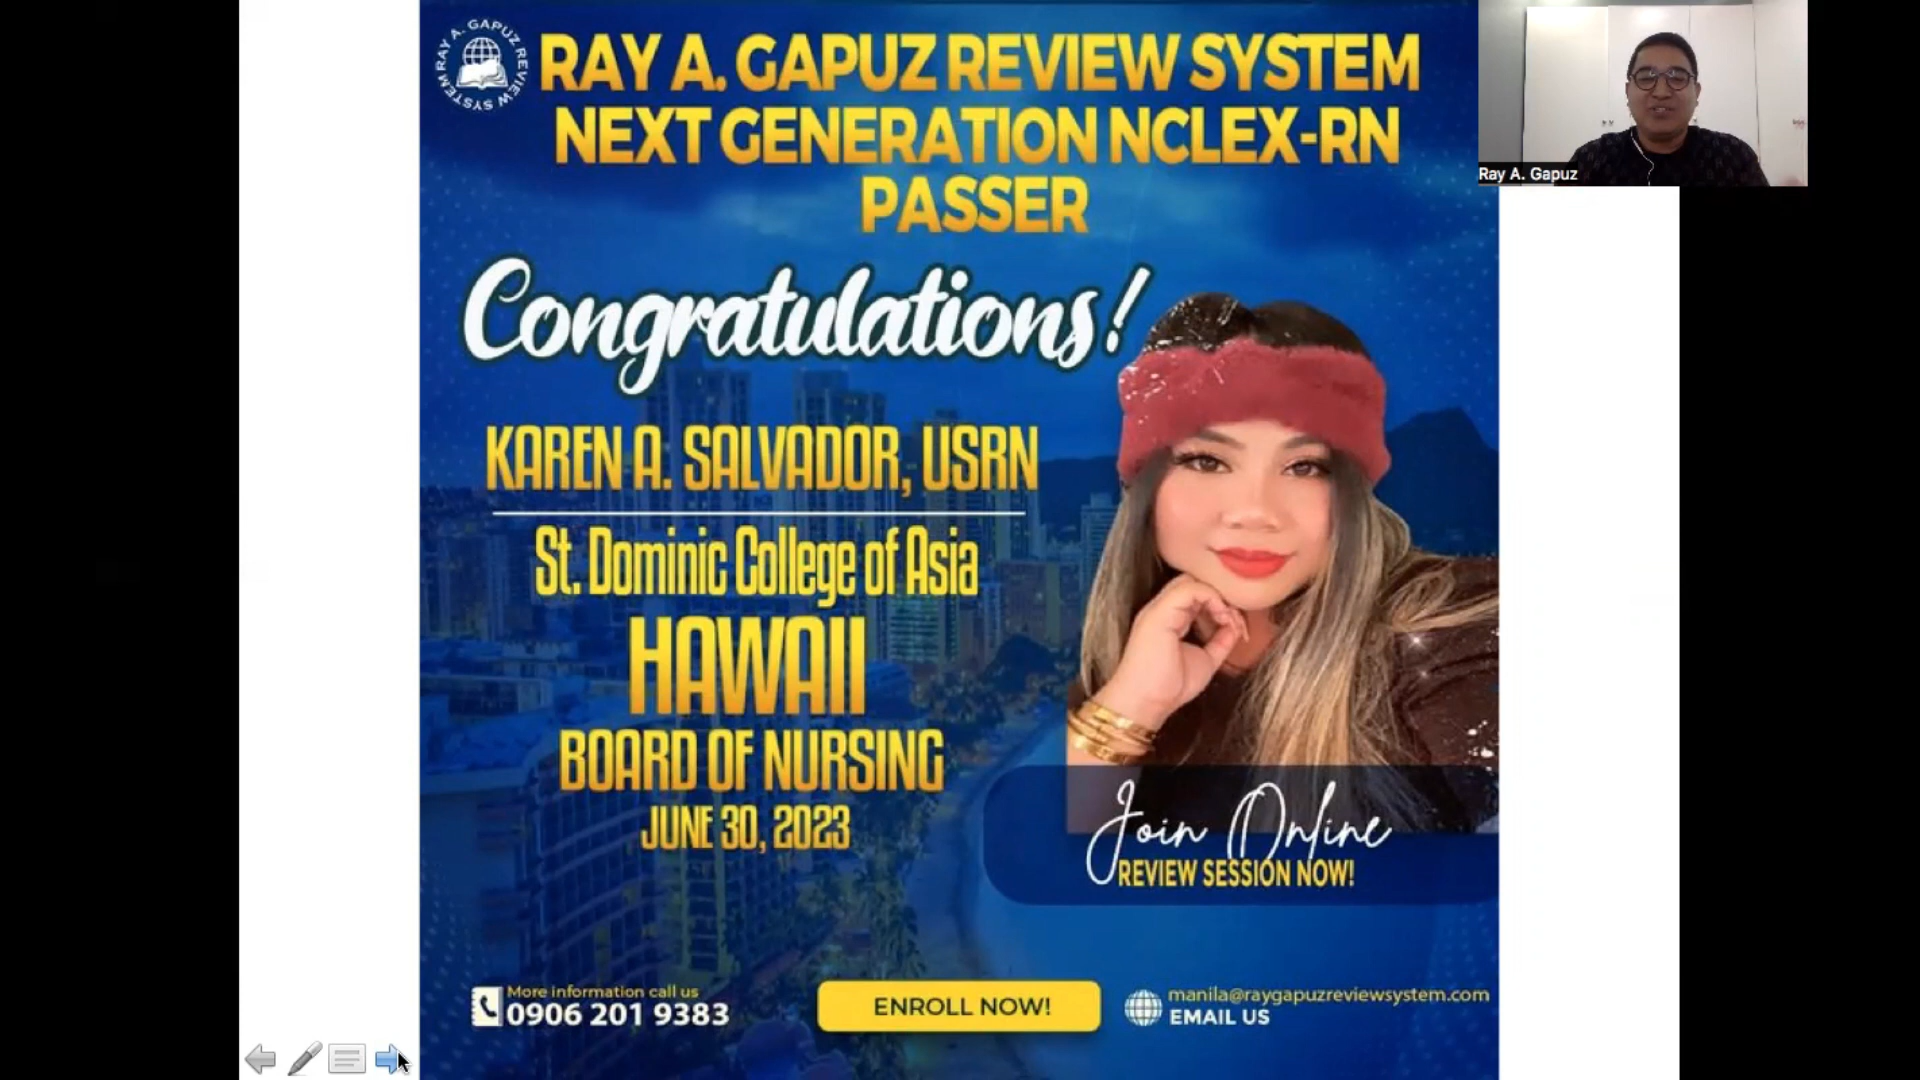 RAY A. GAPUZ REVIEW SYSTEM
RAY A. GAPUZ REVIEW SYSTEM
NEXT GENERATION NCLEX-RN
PASSER
Ray A. Gapuz
Congratulations!
KAREN A. SALVADOR, USRN
St. Dominic College of Asia
HAWAII
BOARD OF NURSING
JUNE 30, 2023
Join Online
REVIEW SESSION NOW!
More information call us
0906 201 9383
ENROLL NOW!
manila@raygapuzreviewsystem.com
EMAIL US